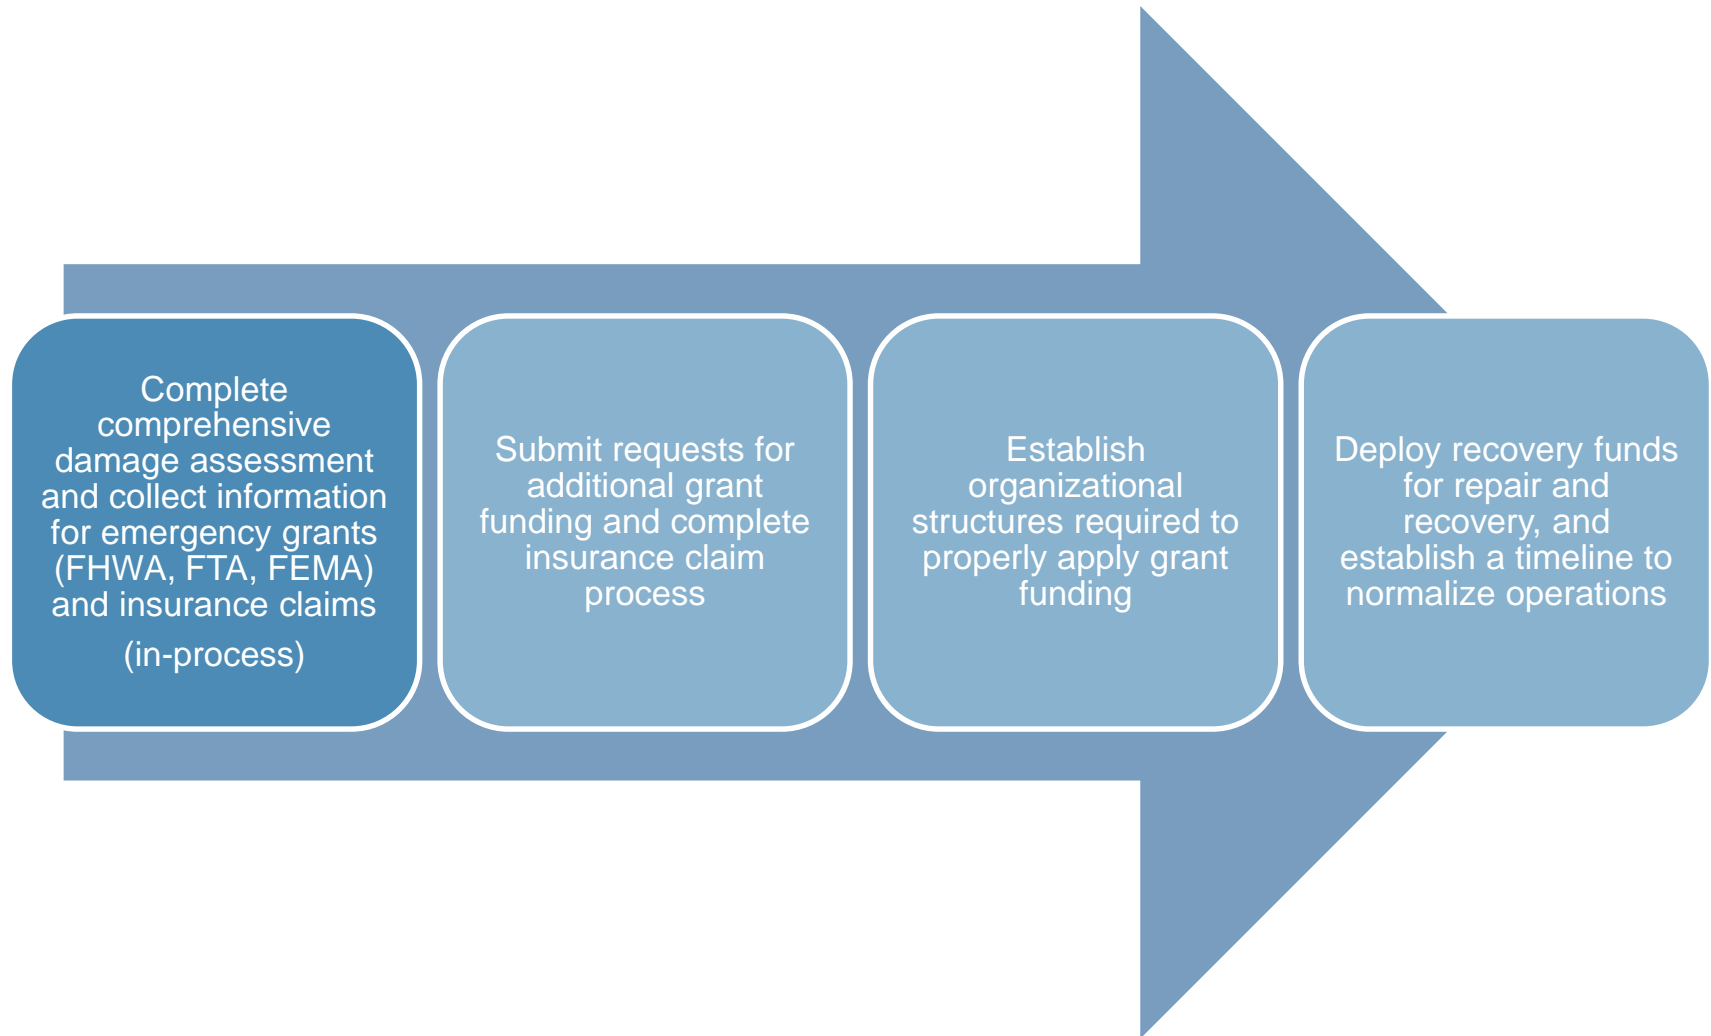 Complete
comprehensive
damage assessment
and collect information
for emergency grants
(FHWA, FTA, FEMA)
and insurance claims
(in-process)
Submit requests for
additional grant
funding and complete
insurance claim
process
Establish
organizational
structures required to
properly apply grant
funding
Deploy recovery funds
for repair and
recovery, and
establish a timeline to
normalize operations